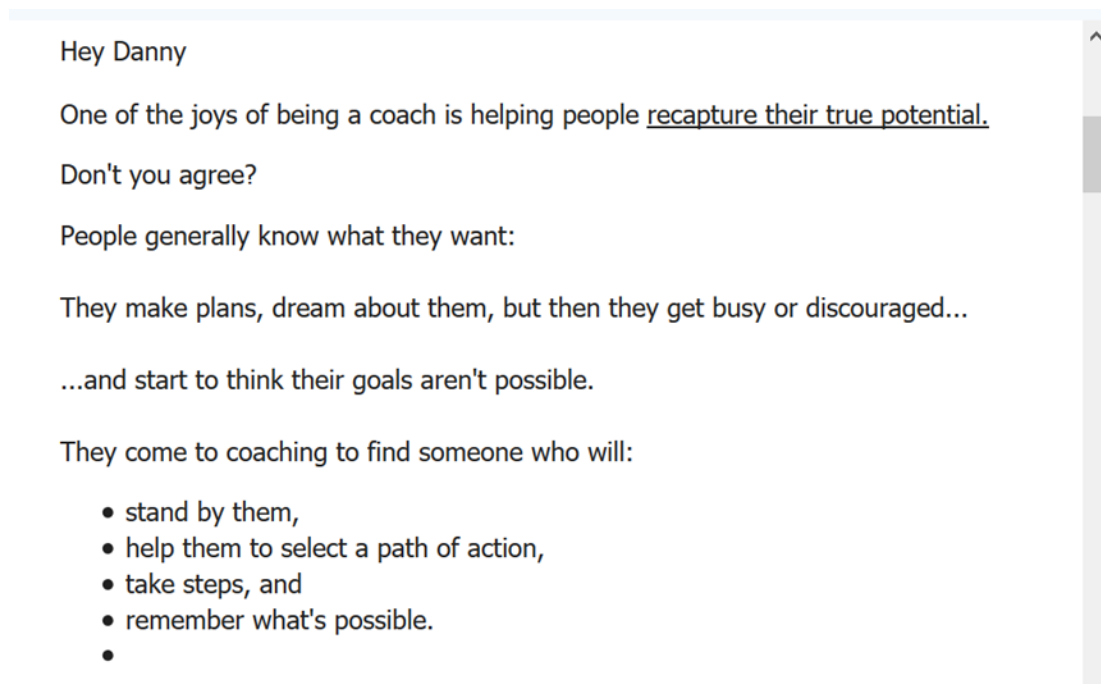 Hey Danny
One of the joys of being a coach is helping people recapture their true potential.
Don't you agree?
People generally know what they want:
They make plans, dream about them, but then they get busy or discouraged...
...and start to think their goals aren't possible.
They come to coaching to find someone who will:
• stand by them,
• help them to select a path of action,
• take steps, and
• remember what's possible.
•